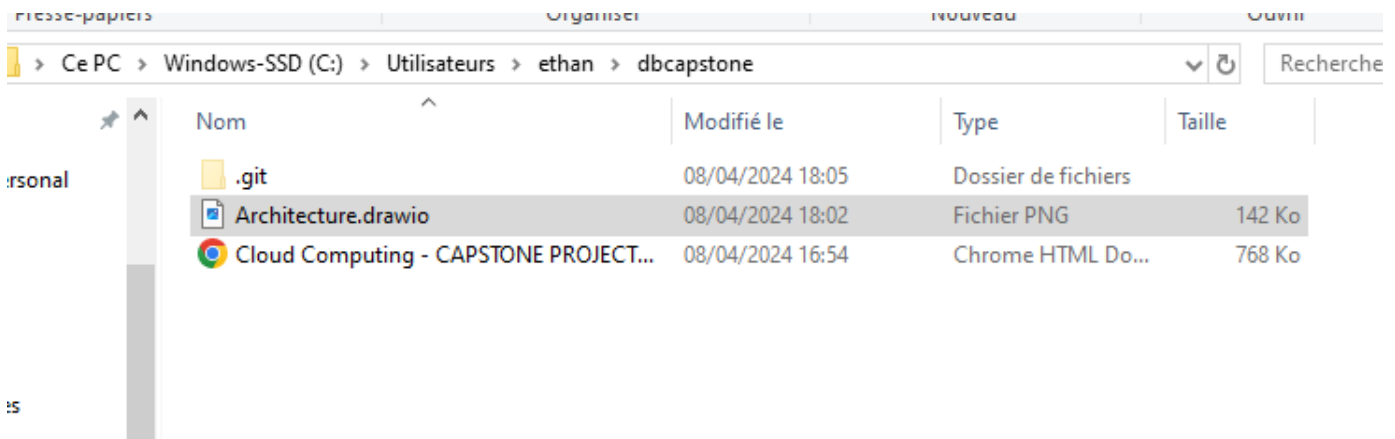 Presse-papiers Organiser Nouveau Ouvrir
> Ce PC > Windows-SSD (C:) > Utilisateurs > ethan > dbcapstone Recherche
Nom Modifié le Type Taille
.git 08/04/2024 18:05 Dossier de fichiers
ersonal
Architecture.drawio 08/04/2024 18:02 Fichier PNG 142 Ko
Cloud Computing - CAPSTONE PROJECT... 08/04/2024 16:54 Chrome HTML Do... 768 Ko
es